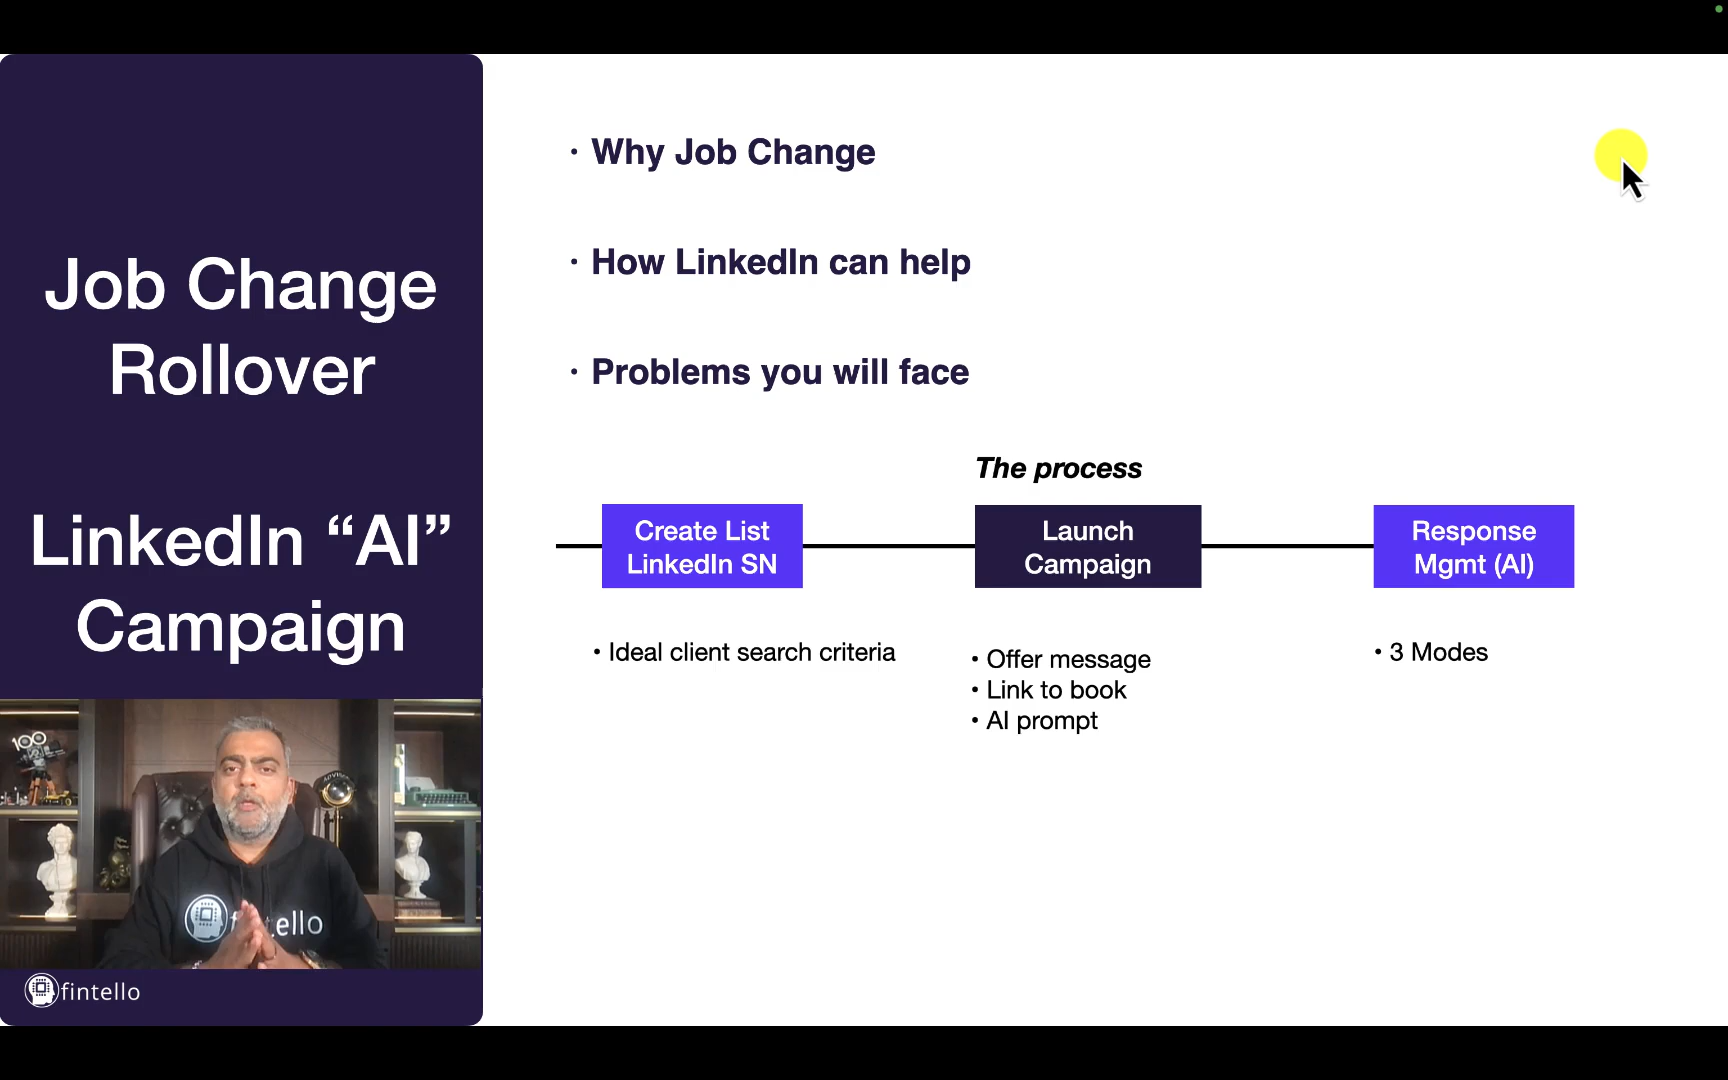 Job Change
Rollover
LinkedIn “AI”
Campaign
100
fintello
fintello
· Why Job Change
· How LinkedIn can help
· Problems you will face
The process
Create List
LinkedIn SN
Launch
Campaign
Response
Mgmt (AI)
• Ideal client search criteria
• Offer message
• Link to book
• AI prompt
• 3 Modes